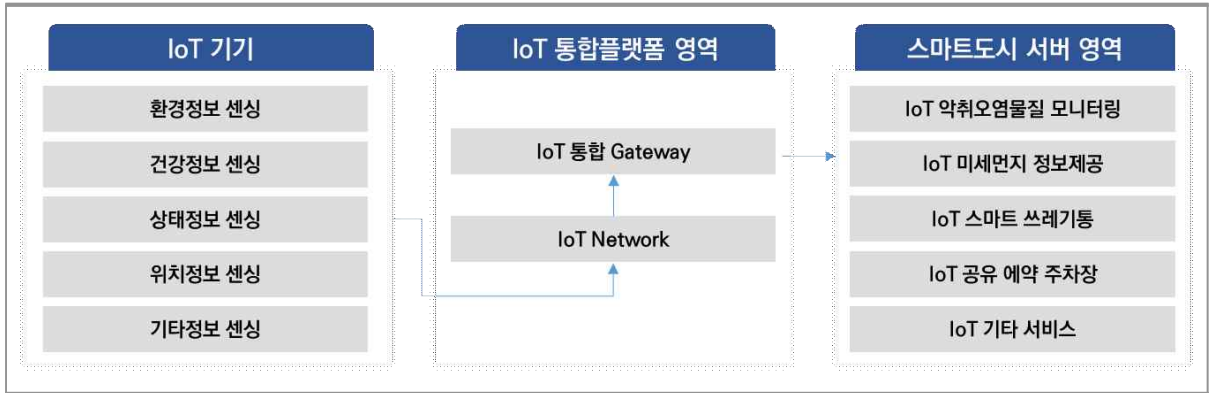 IoT 기기
환경정보 센싱
건강정보 센싱
상태정보 센싱
위치정보 센싱
기타정보 센싱
IoT 통합플랫폼 영역
IoT 통합 Gateway
IoT Network
스마트도시 서버 영역
IoT 악취오염물질 모니터링
IoT 미세먼지 정보제공
IoT 스마트 쓰레기통
IoT 공유 예약 주차장
IoT 기타 서비스